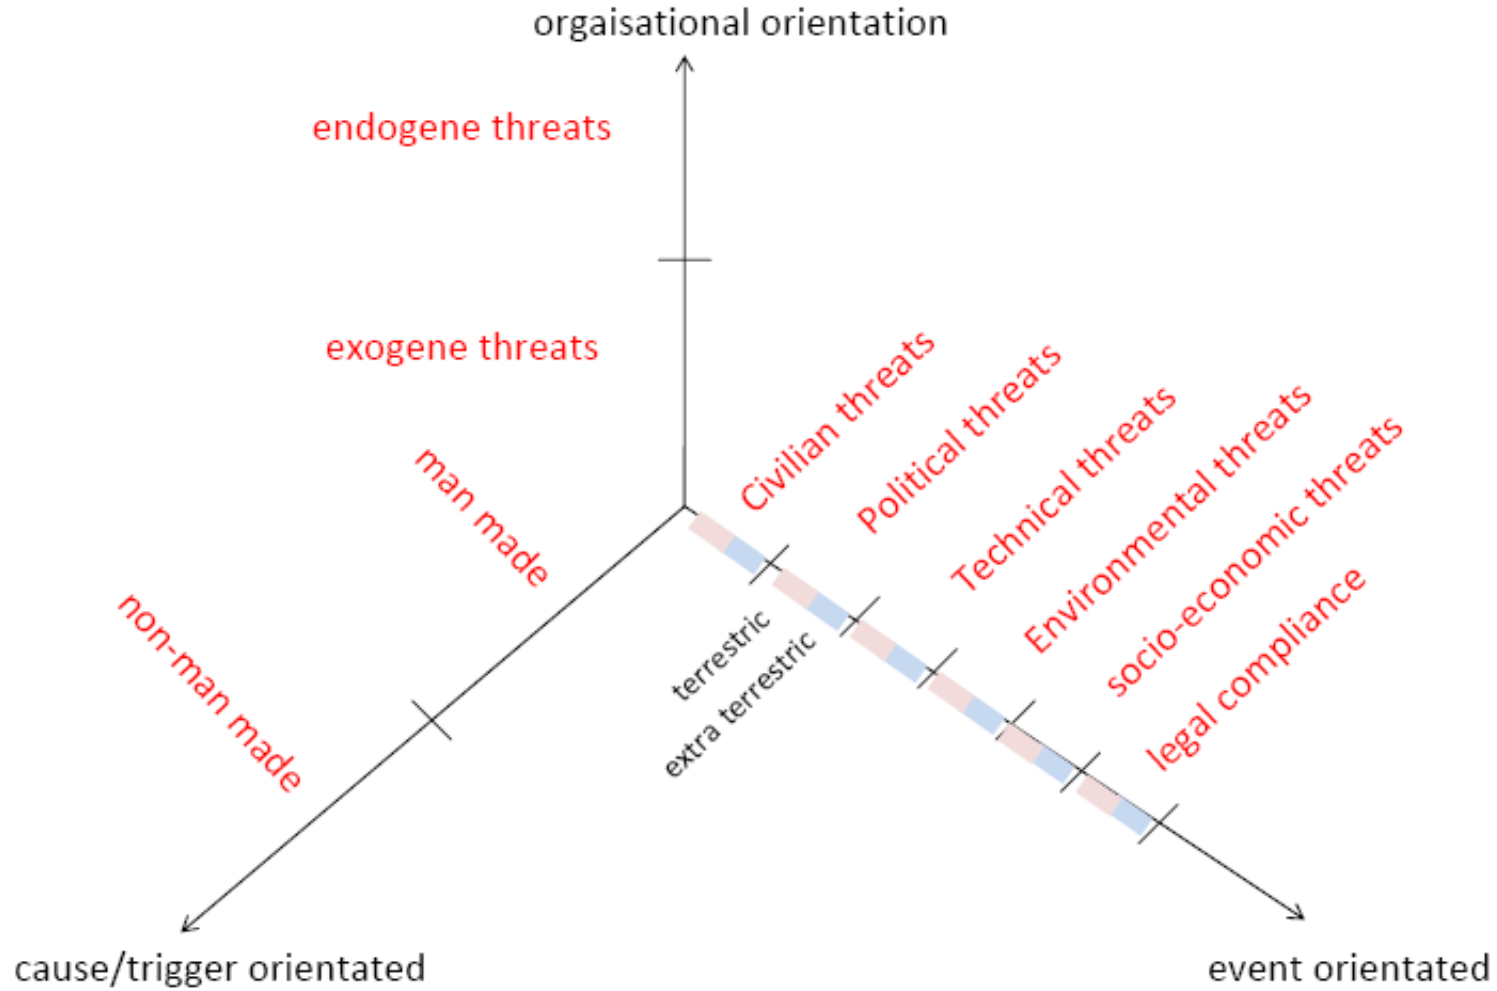 orgaisational orientation
endogene threats
exogene threats
man made
non-man made
Civilian threats
Political threats
Technical threats
Environmental threats
socio-economic threats
legal compliance
terrestric
extra terrestric
cause/trigger orientated
event orientated